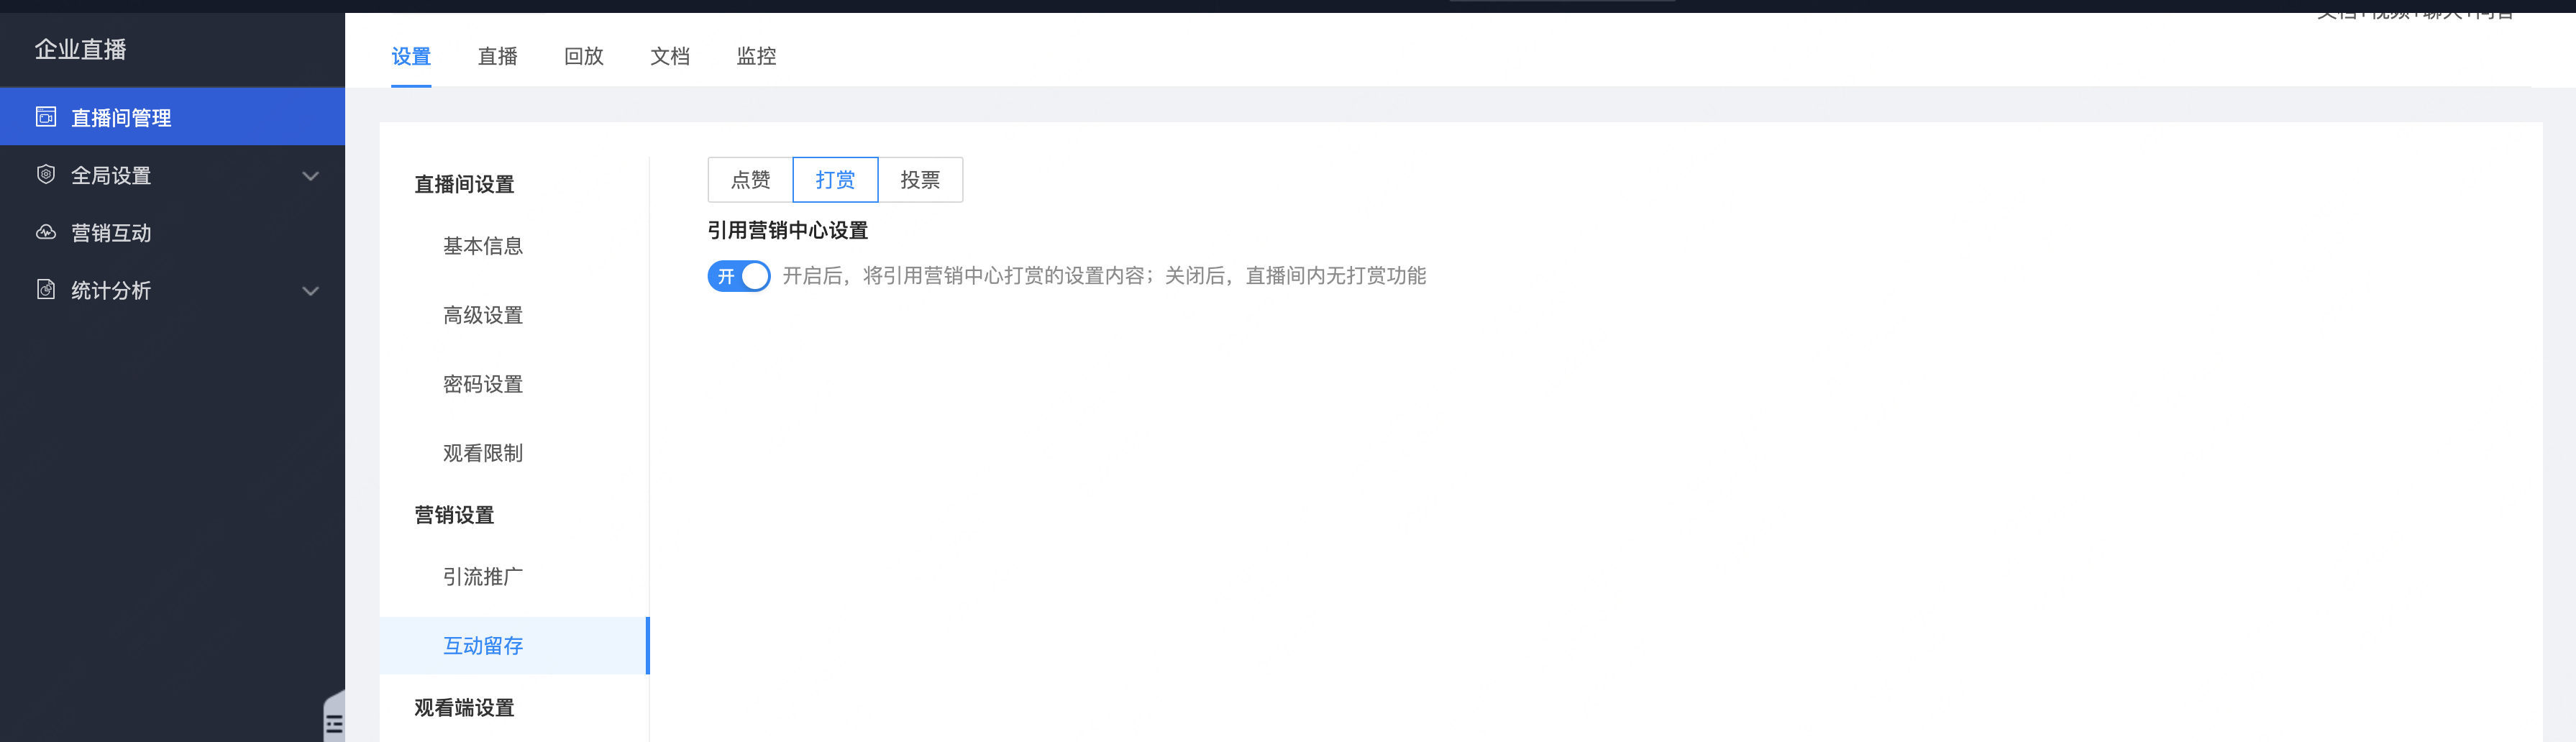 企业直播
直播间管理
全局设置
营销互动
统计分析
设置 直播 回放 文档 监控
直播间设置
基本信息
高级设置
密码设置
观看限制
营销设置
引流推广
互动留存
观看端设置
点赞 打赏 投票
引用营销中心设置
开 开启后，将引用营销中心打赏的设置内容；关闭后，直播间内无打赏功能